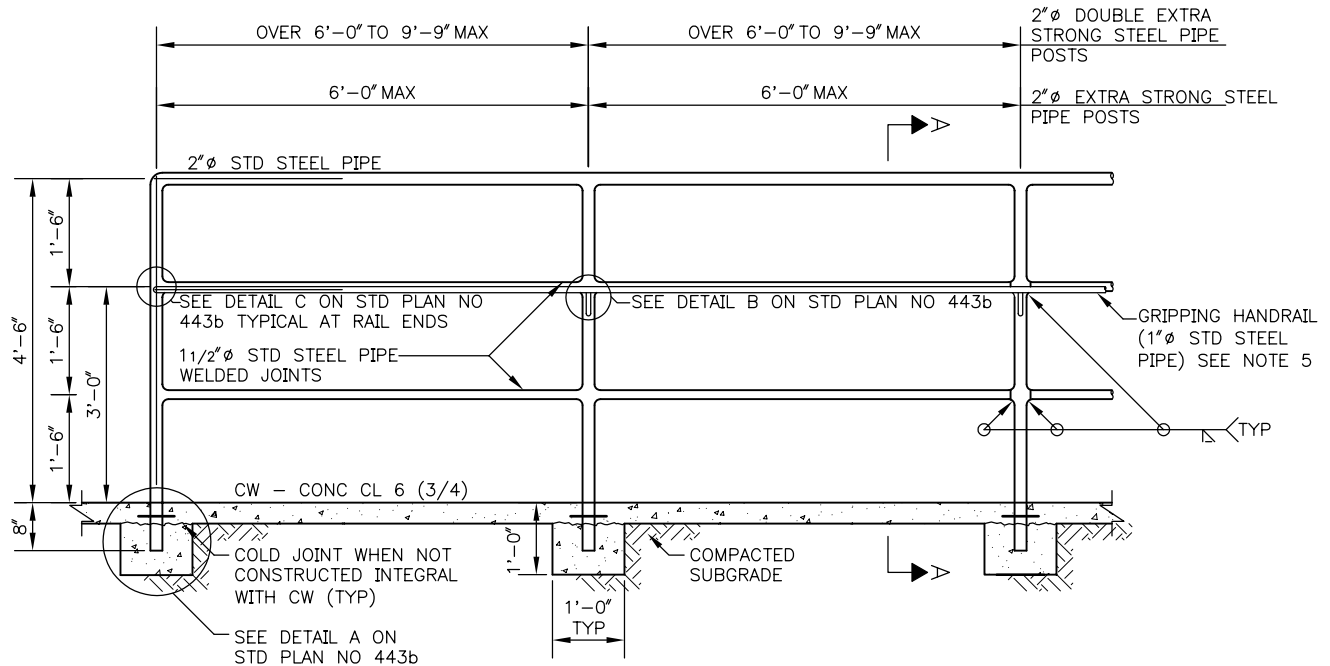 OVER 6'-0" TO 9'-9" MAX
OVER 6'-0" TO 9'-9" MAX
2"ø DOUBLE EXTRA
STRONG STEEL PIPE
POSTS
6'-0" MAX
6'-0" MAX
2"ø EXTRA STRONG STEEL
PIPE POSTS
A
2"ø STD STEEL PIPE
4'-6"
1'-6"
1'-6"
1'-6"
3'-0"
8"
SEE DETAIL C ON STD PLAN NO
443b TYPICAL AT RAIL ENDS
SEE DETAIL B ON STD PLAN NO 443b
GRIPPING HANDRAIL
(1"ø STD STEEL
PIPE) SEE NOTE 5
1 1/2"ø STD STEEL PIPE
WELDED JOINTS
TYP
CW - CONC CL 6 (3/4)
COLD JOINT WHEN NOT
CONSTRUCTED INTEGRAL
WITH CW (TYP)
1'-0"
COMPACTED
SUBGRADE
A
1'-0"
TYP
SEE DETAIL A ON
STD PLAN NO 443b